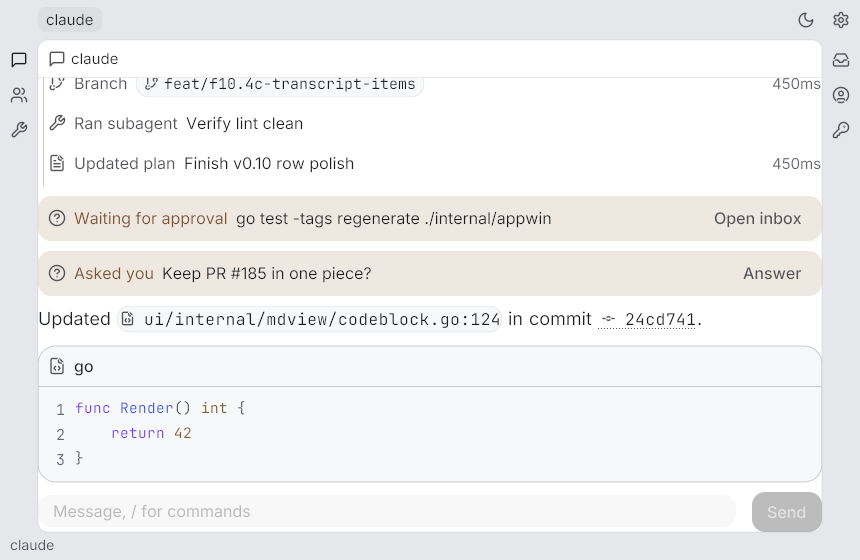 claude
claude
Branch feat/f10.4c-transcript-items 450ms
Ran subagent Verify lint clean
Updated plan Finish v0.10 row polish 450ms
Waiting for approval go test -tags regenerate ./internal/appwin Open inbox
Asked you Keep PR #185 in one piece? Answer
Updated ui/internal/mdview/codeblock.go:124 in commit 24cd741.
go
1 func Render() int {
2     return 42
3 }
Message, / for commands Send
claude